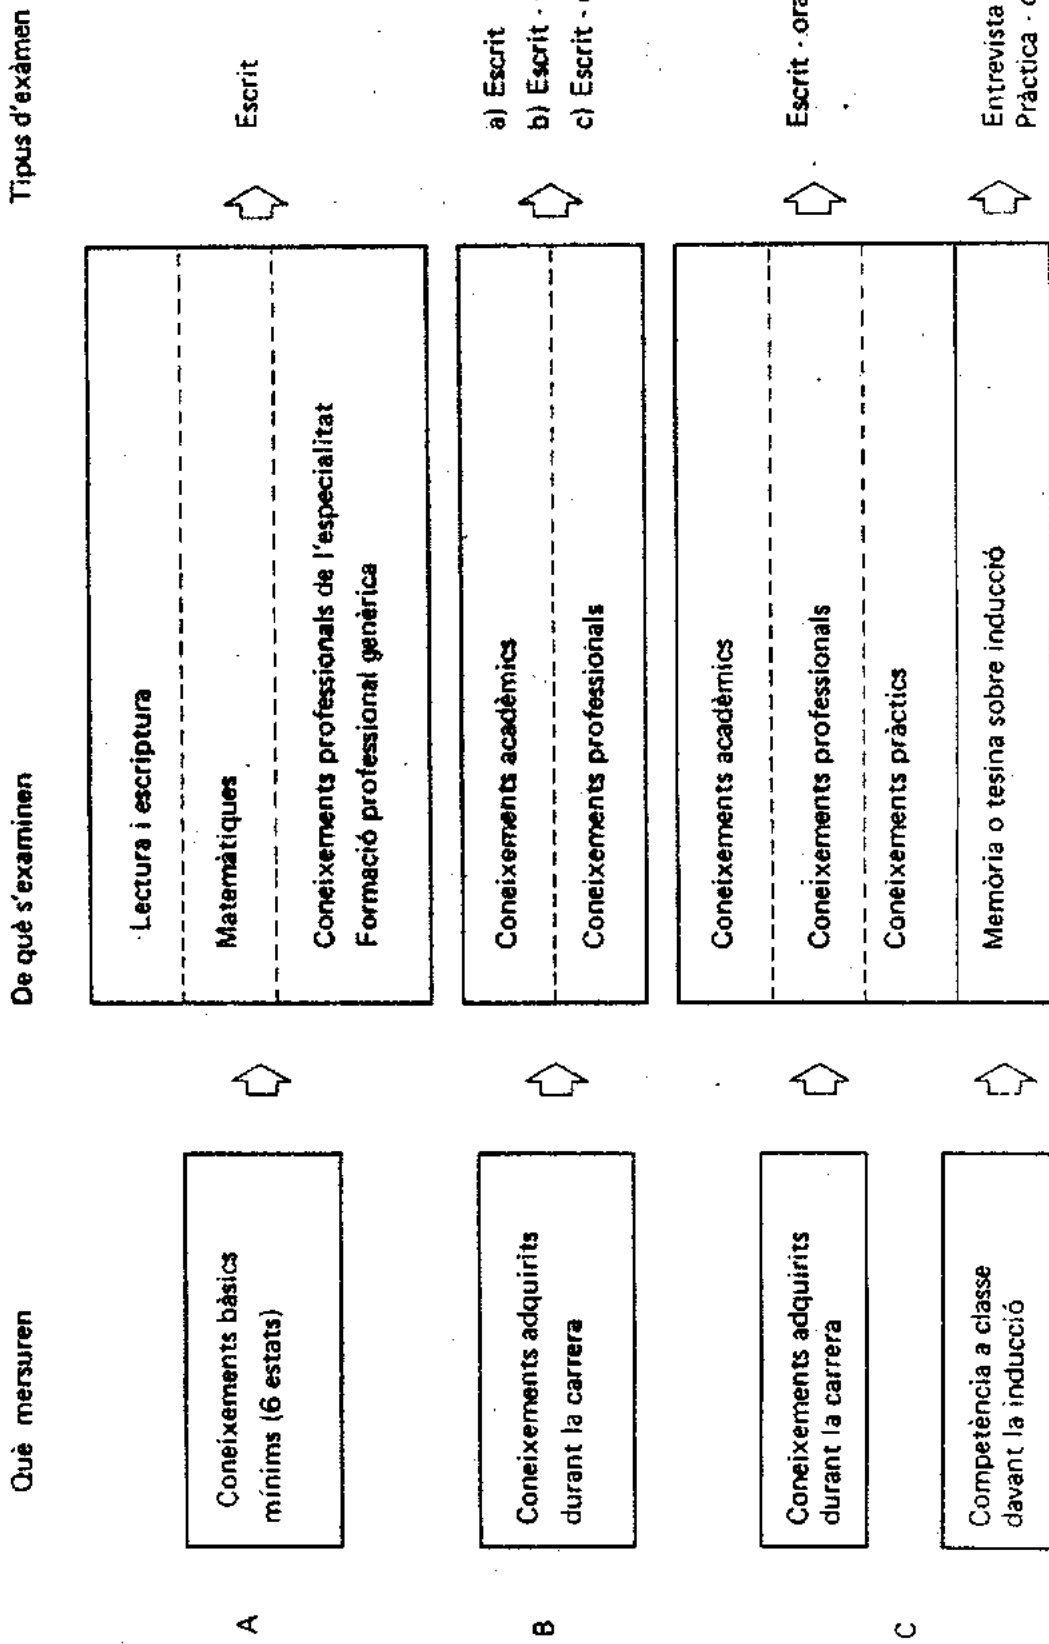 Què mersuren
De què s'examinen
Tipus d'exàmen
A
Coneixements bàsics
mínims (6 estats)
Lectura i escriptura
Matemàtiques
Coneixements professionals de l'especialitat
Formació professional genèrica
Escrit
B
Coneixements adquirits
durant la carrera
Coneixements acadèmics
Coneixements professionals
a) Escrit
b) Escrit -
c) Escrit -
C
Coneixements adquirits
durant la carrera
Coneixements acadèmics
Coneixements professionals
Coneixements pràctics
Escrit -
Competència a classe
davant la inducció
Memòria o tesina sobre inducció
Entrevista
Pràctica -